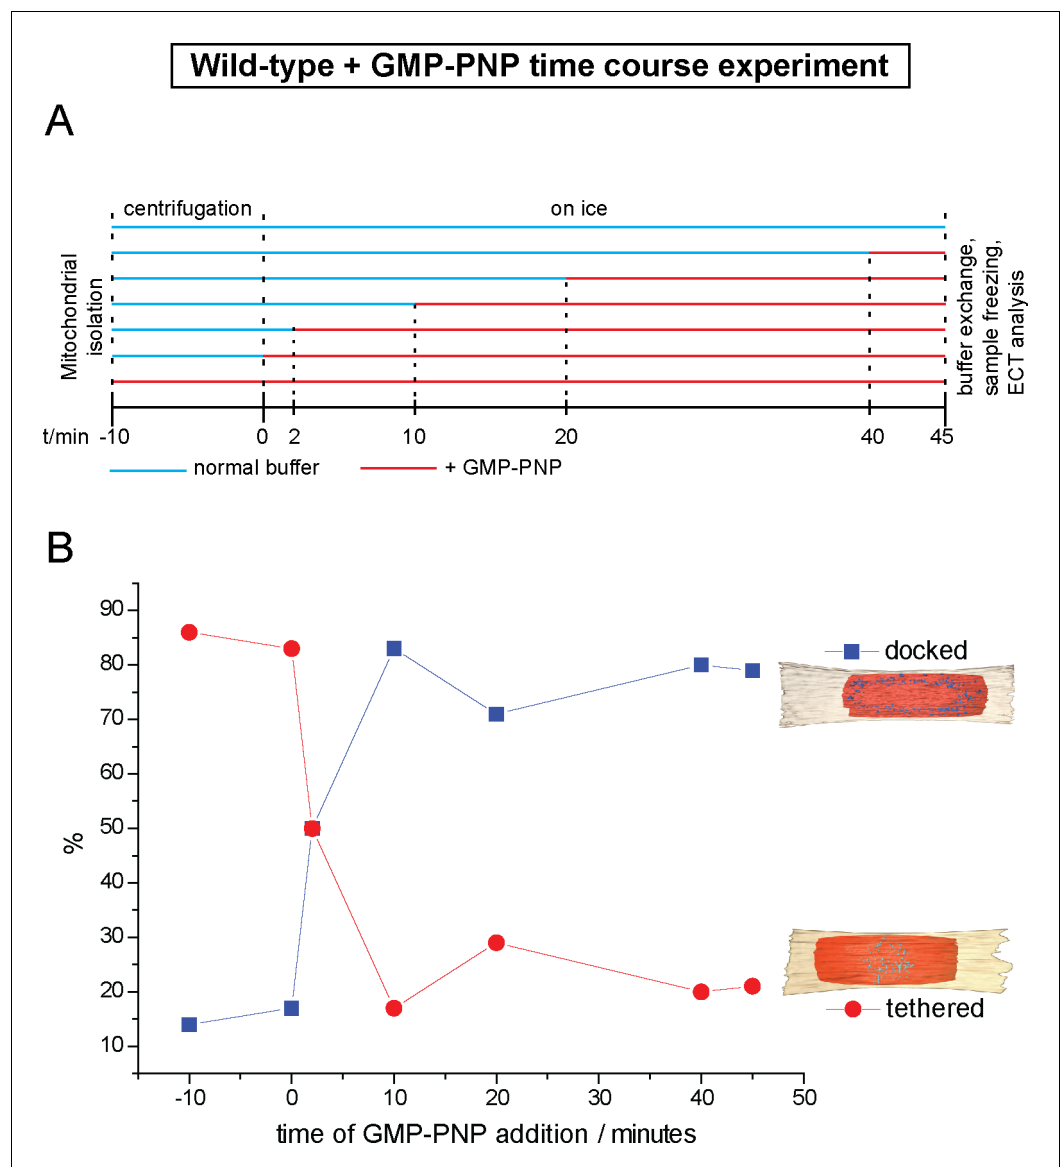 Wild-type + GMP-PNP time course experiment
A
centrifugation
on ice
Mitochondrial
isolation
buffer exchange,
sample freezing,
ECT analysis
t/min -10 0 2 10 20 40 45
normal buffer
+ GMP-PNP
B
%
90
80
70
60
50
40
30
20
10
docked
tethered
-10 0 10 20 30 40 50
time of GMP-PNP addition / minutes